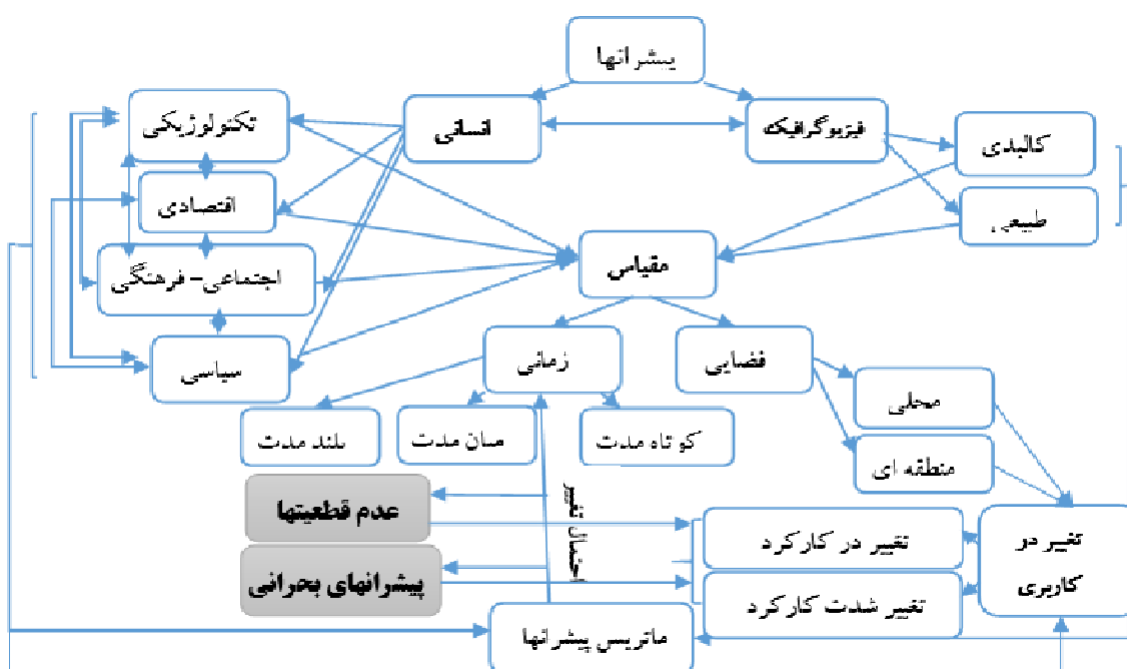 پیشرانها
انسانی
فیزیوگرافیک
تکنولوژیکی
کالبدی
اقتصادی
طبیعی
اجتماعی- فرهنگی
مقیاس
سیاسی
زمانی
فضایی
محلی
بلند مدت
میان مدت
کوتاه مدت
منطقه ای
عدم قطعیتها
احتمال تغییر
تغییر در کارکرد
تغییر در
کاربری
پیشرانهای بحرانی
تغییر شدت کارکرد
ماتریس پیشرانها